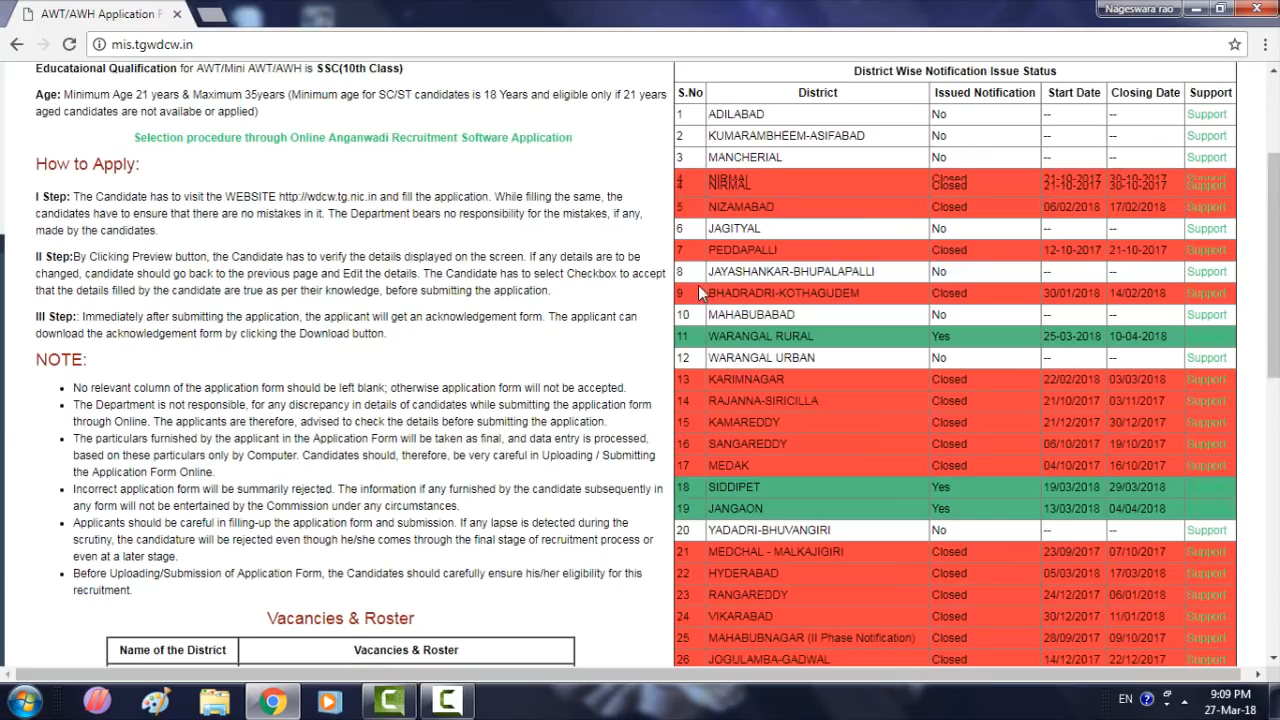 AWT/AWH Application F
Nageswara rao
mis.tgwdcw.in
Educataional Qualification for AWT/Mini AWT/AWH is SSC(10th Class)
Age: Minimum Age 21 years & Maximum 35years (Minimum age for SC/ST candidates is 18 Years and eligible only if 21 years
aged candidates are not availabe or applied)
Selection procedure through Online Anganwadi Recruitment Software Application
How to Apply:
I Step: The Candidate has to visit the WEBSITE http://wdcw.tg.nic.in and fill the application. While filling the same, the
candidates have to ensure that there are no mistakes in it. The Department bears no responsibility for the mistakes, if any,
made by the candidates.
II Step:By Clicking Preview button, the Candidate has to verify the details displayed on the screen. If any details are to be
changed, candidate should go back to the previous page and Edit the details. The Candidate has to select Checkbox to accept
that the details filled by the candidate are true as per their knowledge, before submitting the application.
III Step:: Immediately after submitting the application, the applicant will get an acknowledgement form. The applicant can
download the acknowledgement form by clicking the Download button.
NOTE:
No relevant column of the application form should be left blank; otherwise application form will not be accepted.
The Department is not responsible, for any discrepancy in details of candidates while submitting the application form
through Online. The applicants are therefore, advised to check the details before submitting the application.
The particulars furnished by the applicant in the Application Form will be taken as final, and data entry is processed,
based on these particulars only by Computer. Candidates should, therefore, be very careful in Uploading / Submitting
the Application Form Online.
Incorrect application form will be summarily rejected. The information if any furnished by the candidate subsequently in
any form will not be entertained by the Commission under any circumstances.
Applicants should be careful in filling-up the application form and submission. If any lapse is detected during the
scrutiny, the candidature will be rejected even though he/she comes through the final stage of recruitment process or
even at a later stage.
Before Uploading/Submission of Application Form, the Candidates should carefully ensure his/her eligibility for this
recruitment.
Vacancies & Roster
Name of the District Vacancies & Roster
District Wise Notification Issue Status
S.No District Issued Notification Start Date Closing Date Support
1 ADILABAD No -- -- Support
2 KUMARAMBHEEM-ASIFABAD No -- -- Support
3 MANCHERIAL No -- -- Support
4 NIRMAL Closed 21-10-2017 30-10-2017 Support
4 NIRMAL Closed 21-10-2017 30-10-2017 Support
5 NIZAMABAD Closed 06/02/2018 17/02/2018 Support
6 JAGITYAL No -- -- Support
7 PEDDAPALLI Closed 12-10-2017 21-10-2017 Support
8 JAYASHANKAR-BHUPALAPALLI No -- -- Support
9 BHADRADRI-KOTHAGUDEM Closed 30/01/2018 14/02/2018 Support
10 MAHABUBABAD No -- -- Support
11 WARANGAL RURAL Yes 25-03-2018 10-04-2018
12 WARANGAL URBAN No -- -- Support
13 KARIMNAGAR Closed 22/02/2018 03/03/2018 Support
14 RAJANNA-SIRICILLA Closed 21/10/2017 03/11/2017 Support
15 KAMAREDDY Closed 21/12/2017 30/12/2017 Support
16 SANGAREDDY Closed 06/10/2017 19/10/2017 Support
17 MEDAK Closed 04/10/2017 16/10/2017 Support
18 SIDDIPET Yes 19/03/2018 29/03/2018
19 JANGAON Yes 13/03/2018 04/04/2018
20 YADADRI-BHUVANGIRI No -- -- Support
21 MEDCHAL - MALKAJIGIRI Closed 23/09/2017 07/10/2017 Support
22 HYDERABAD Closed 05/03/2018 17/03/2018 Support
23 RANGAREDDY Closed 24/12/2017 06/01/2018 Support
24 VIKARABAD Closed 30/12/2017 11/01/2018 Support
25 MAHABUBNAGAR (II Phase Notification) Closed 28/09/2017 09/10/2017 Support
26 JOGULAMBA-GADWAL Closed 14/12/2017 22/12/2017 Support
EN
9:09 PM
27-Mar-18